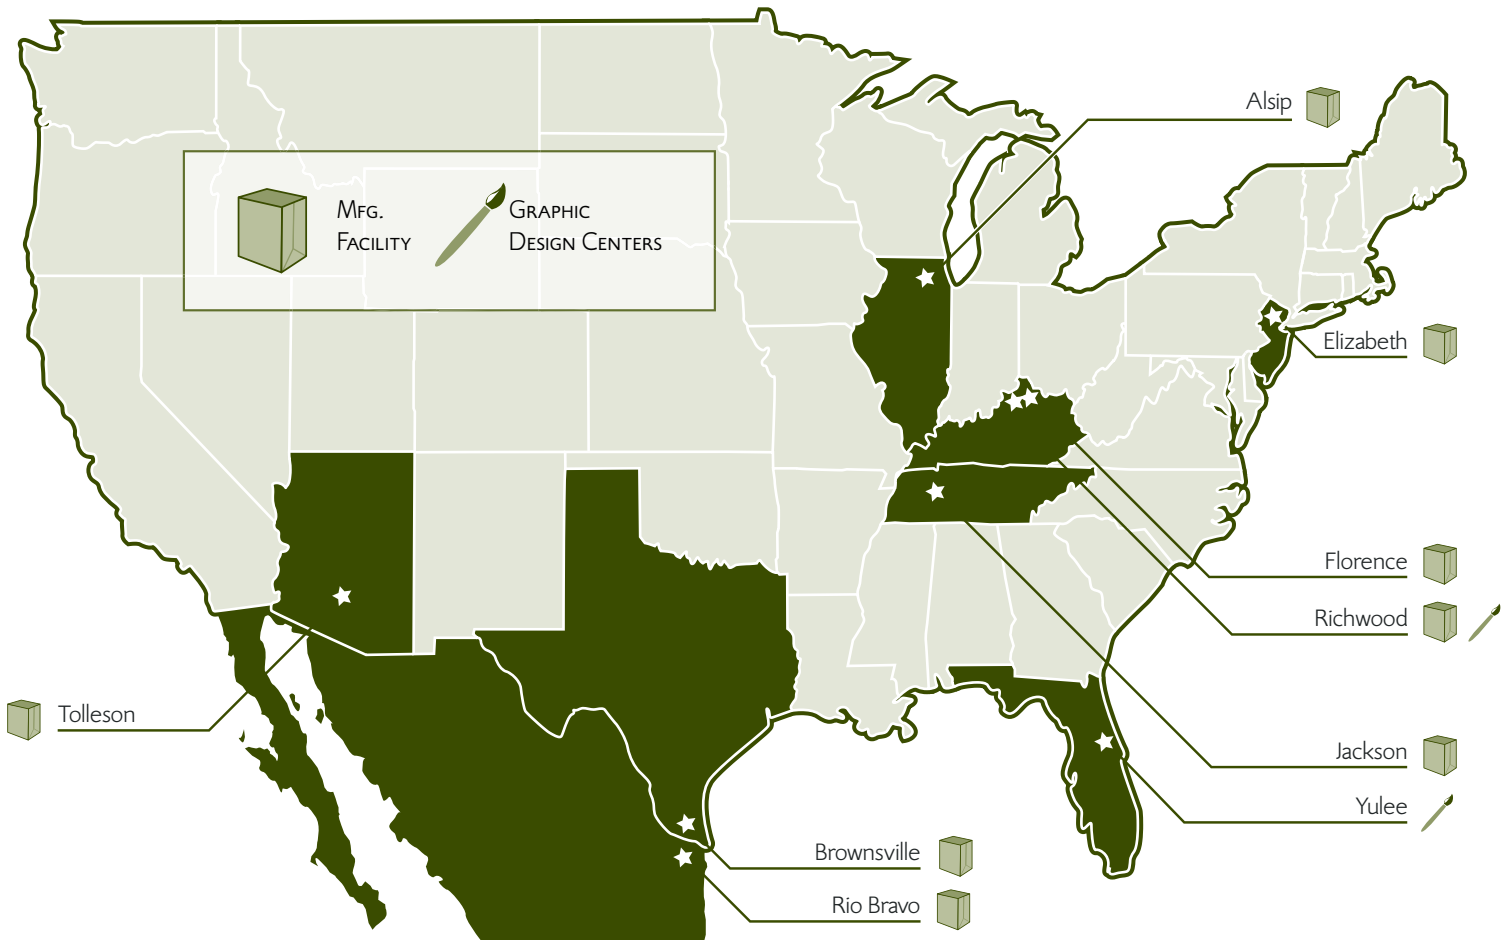 Alsip
Mfg.
Facility
Graphic
Design Centers
Elizabeth
Florence
Richwood
Tolleson
Jackson
Yulee
Brownsville
Rio Bravo